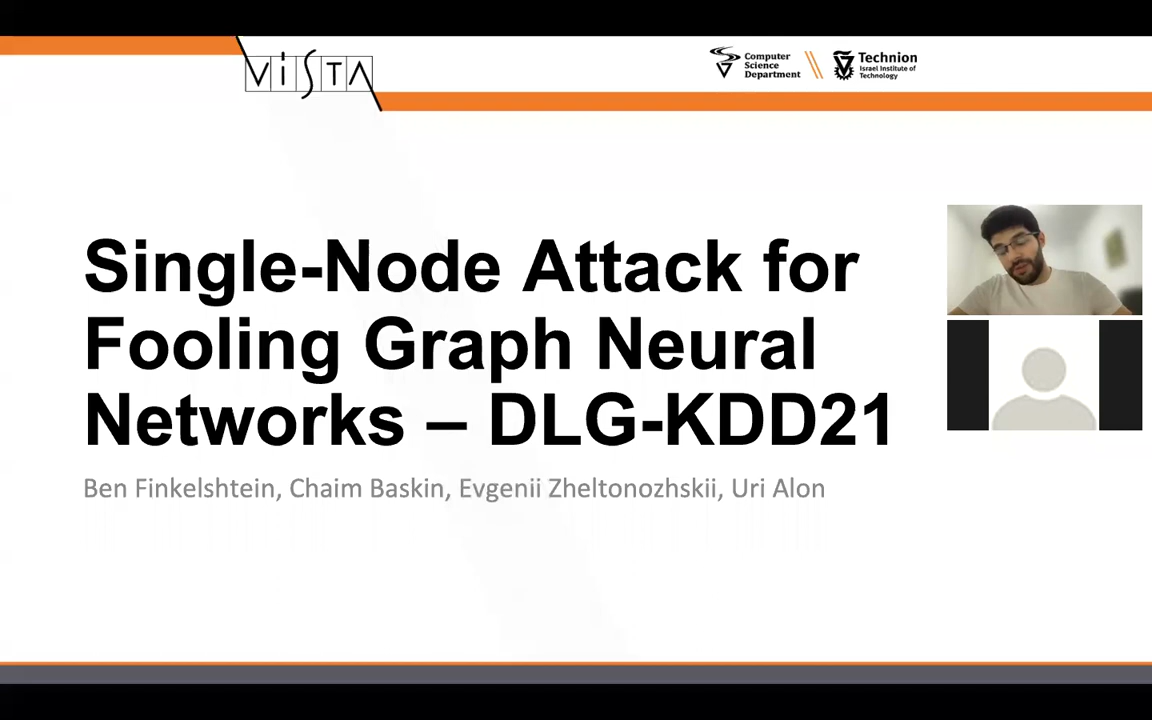 ViSTA
Computer
Science
Department
Technion
Israel Institute of
Technology
Single-Node Attack for
Fooling Graph Neural
Networks – DLG-KDD21
Ben Finkelshtein, Chaim Baskin, Evgenii Zheltonozhskii, Uri Alon